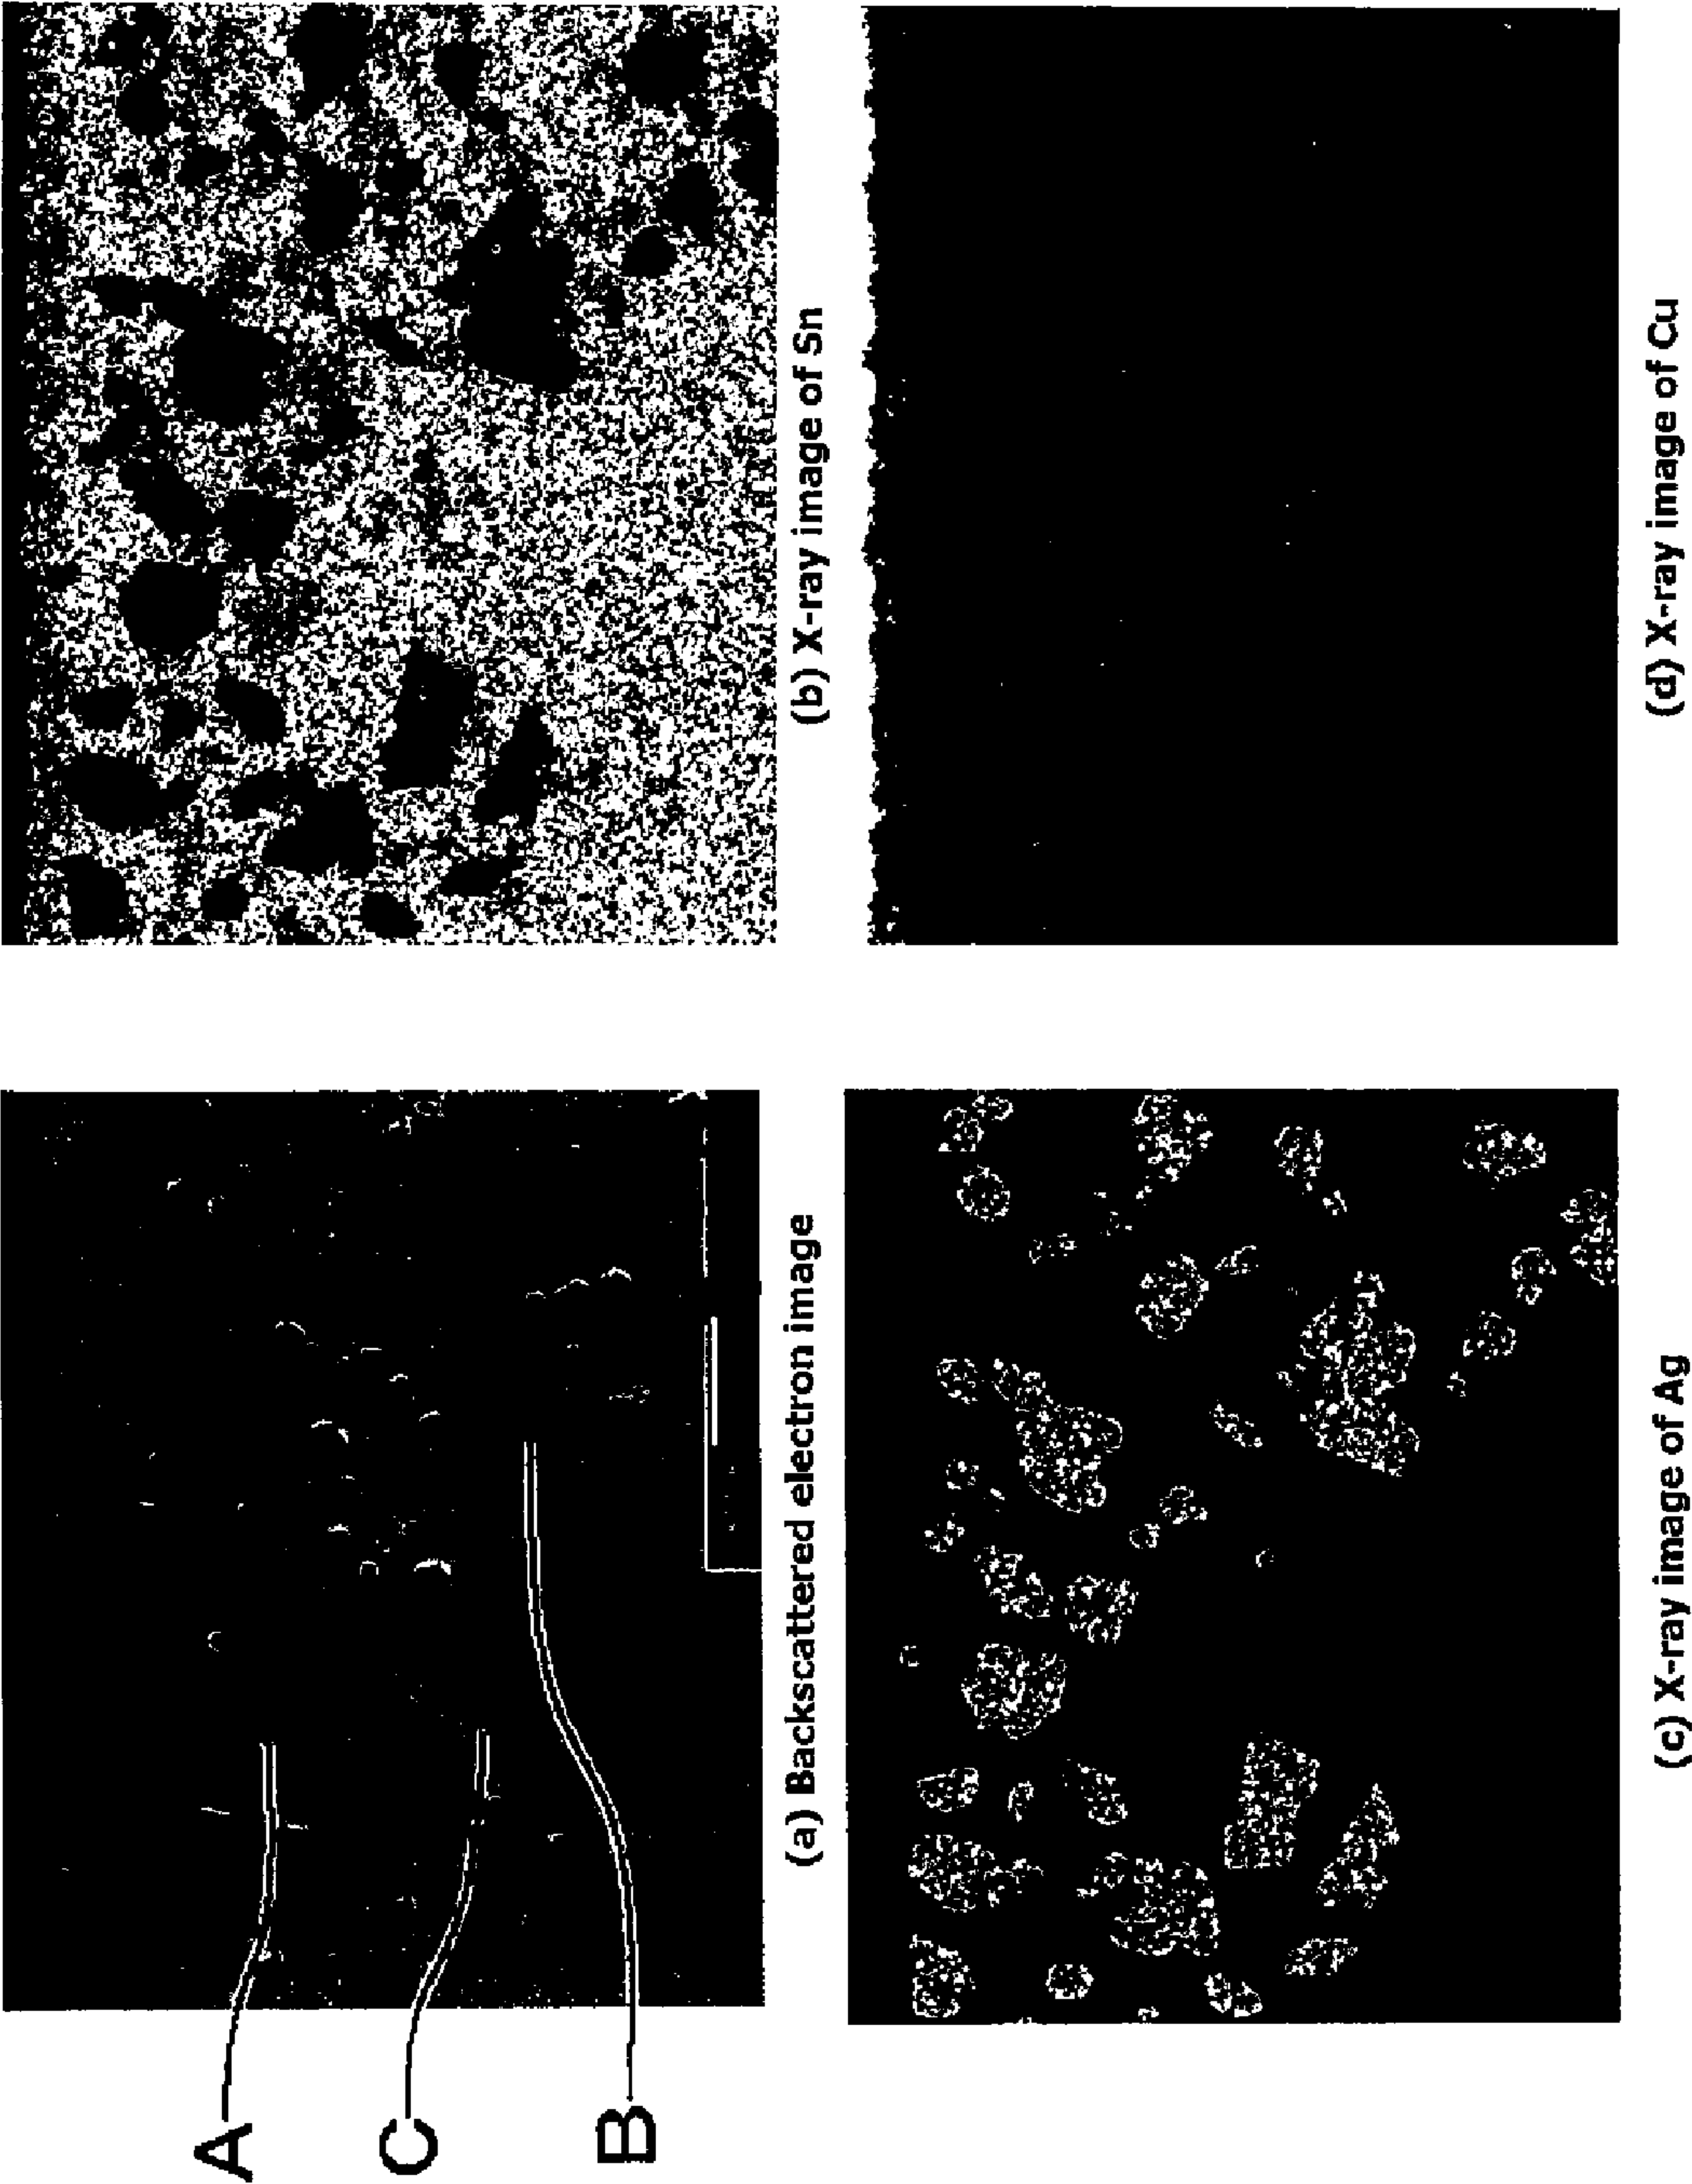 A
C
B
(a) Backscattered electron image
(b) X-ray image of Sn
(c) X-ray image of Ag
(d) X-ray image of Cu